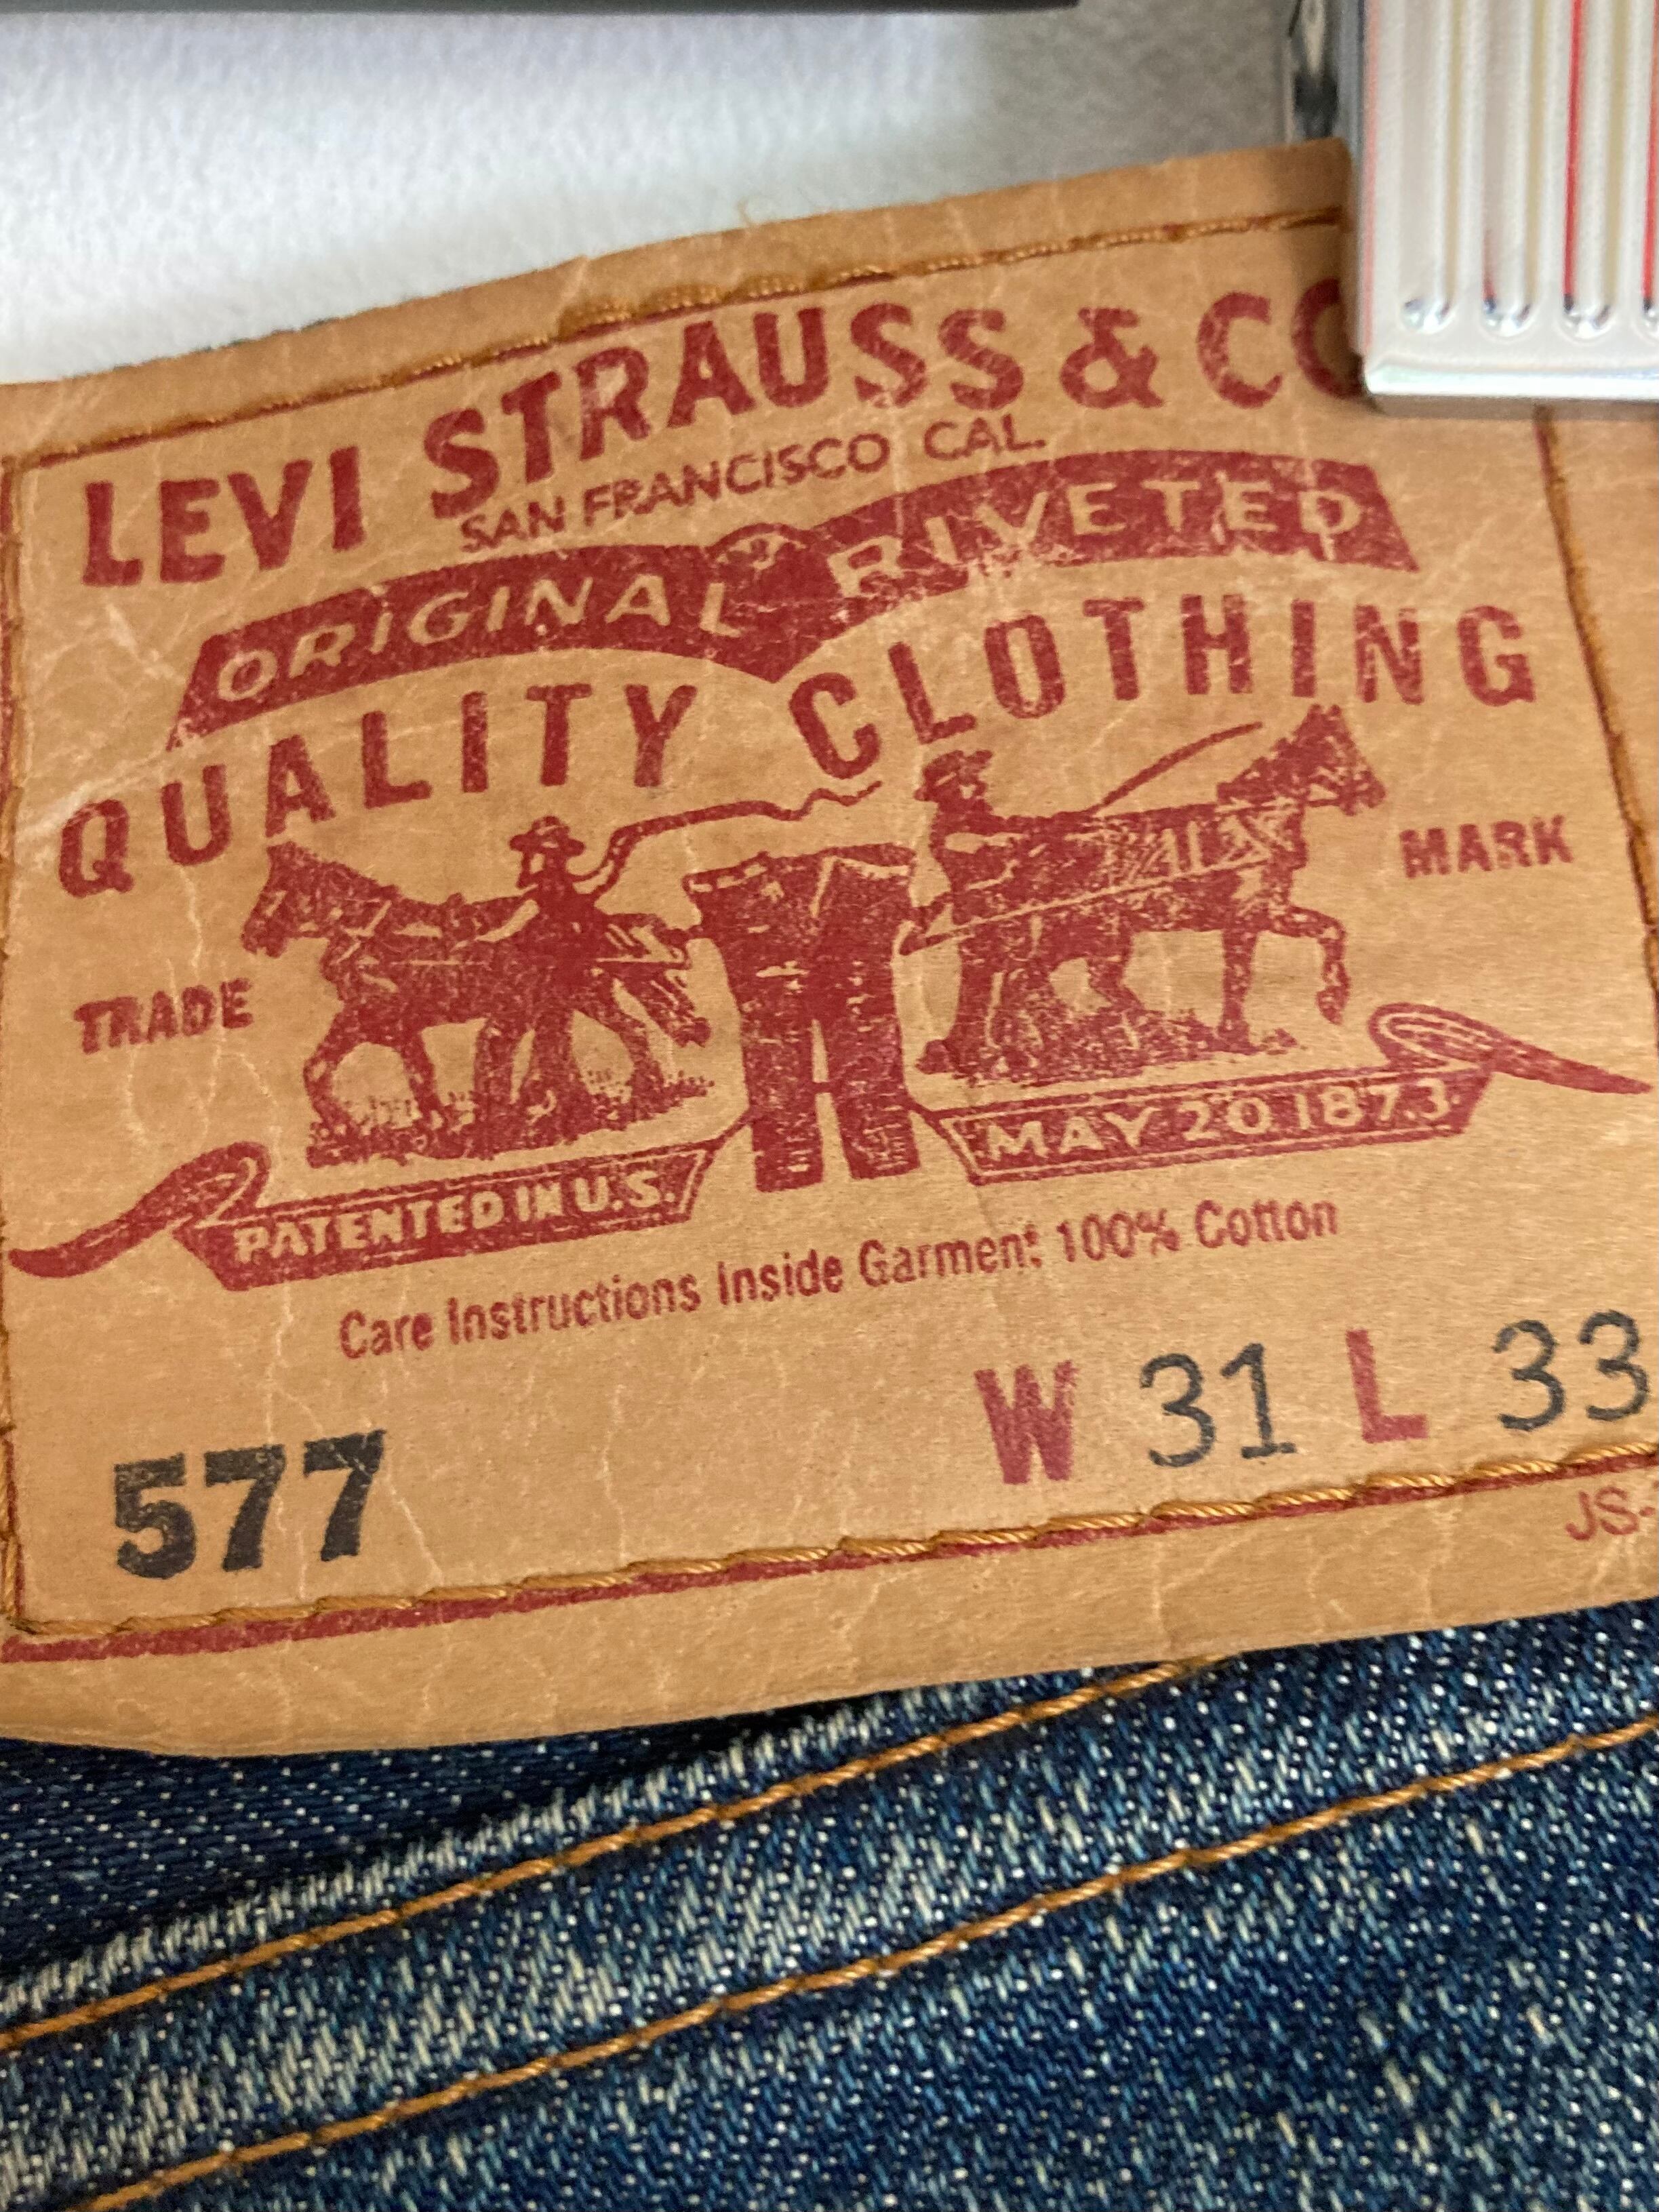 LEVI STRAUSS & CO
SAN FRANCISCO CAL.
ORIGINAL RIVETED
QUALITY CLOTHING
TRADE MARK
PATENTED IN U.S. MAY 20 1873.
Care Instructions Inside Garment 100% Cotton
577 W 31 L 33
JS-